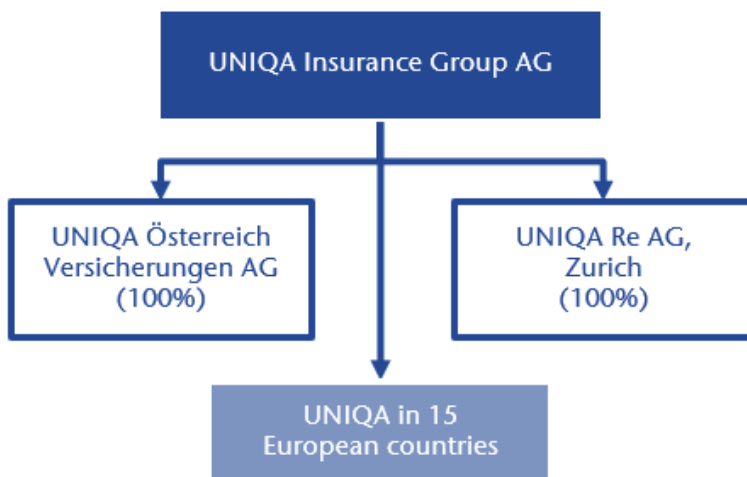 UNIQA Insurance Group AG
UNIQA Österreich
Versicherungen AG
(100%)
UNIQA Re AG,
Zurich
(100%)
UNIQA in 15
European countries